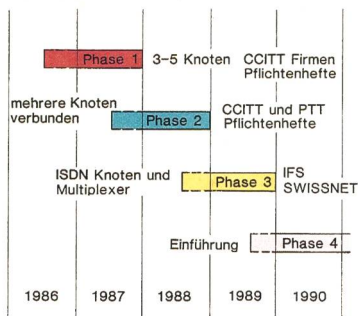 Phase 1 3-5 Knoten CCITT Firmen
Pflichtenhefte
mehrere Knoten
verbunden
Phase 2 CCITT und PTT
Pflichtenhefte
ISDN Knoten und
Multiplexer
Phase 3 IFS
SWISSNET
Einführung Phase 4
1986 1987 1988 1989 1990